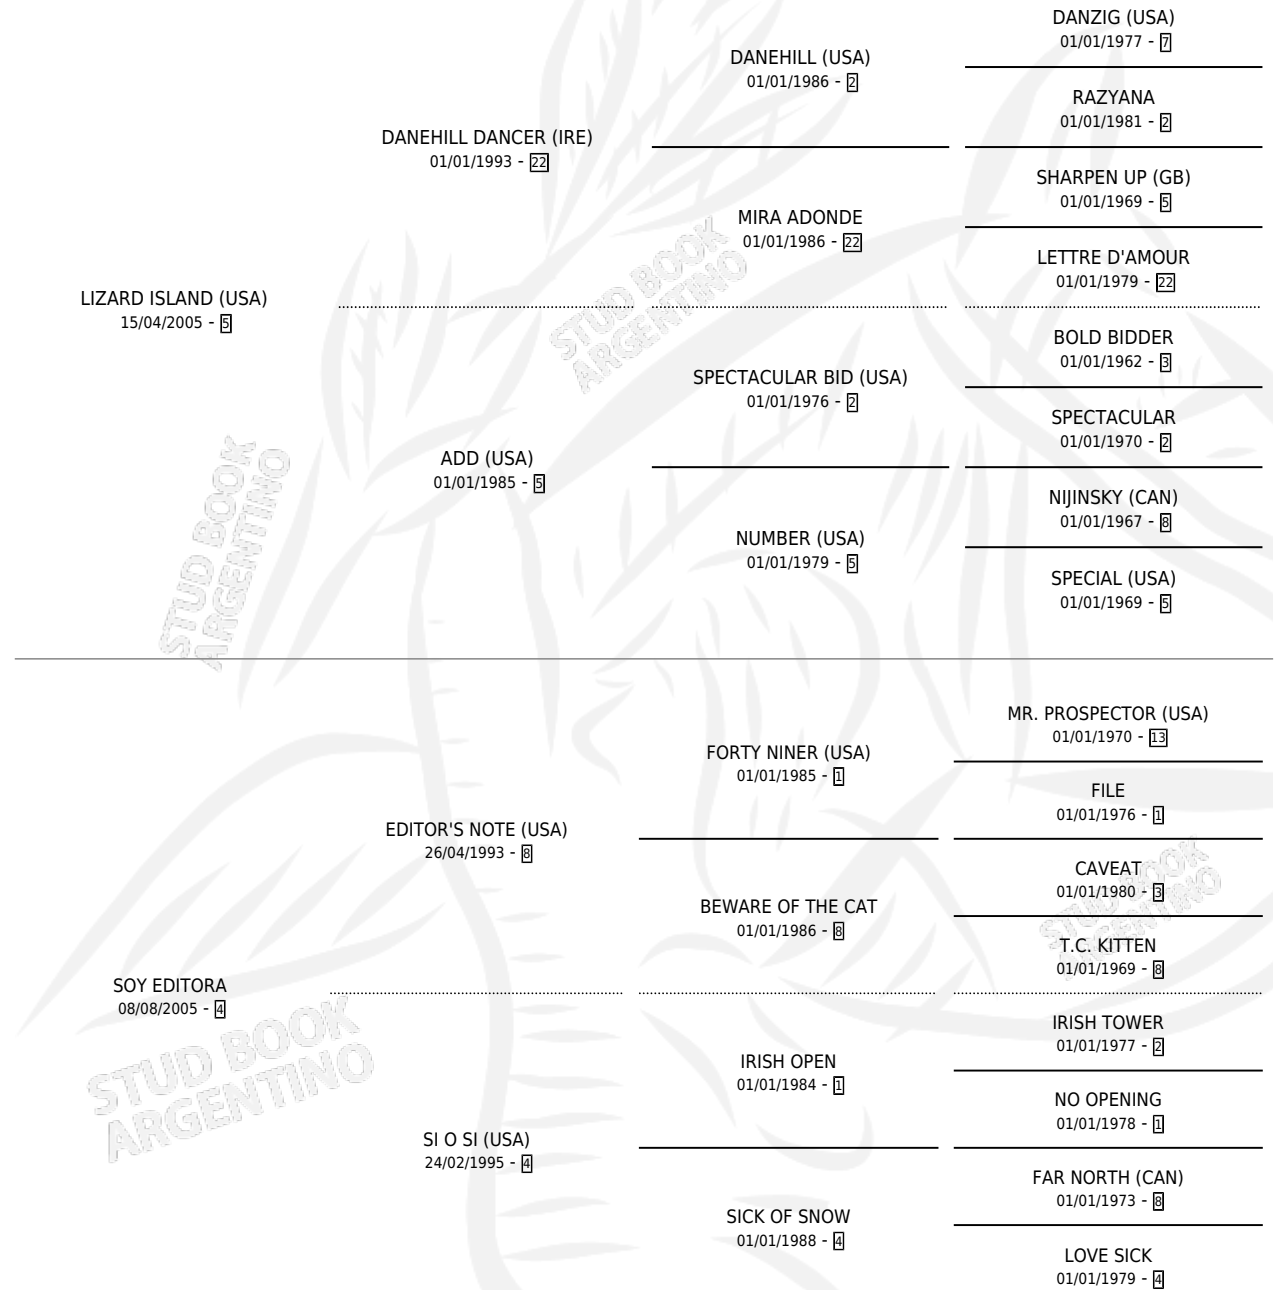 DANZIG (USA)
01/01/1977 - 7
DANEHILL (USA)
01/01/1986 - 2
RAZYANA
01/01/1981 - 2
DANEHILL DANCER (IRE)
01/01/1993 - 22
SHARPEN UP (GB)
01/01/1969 - 5
MIRA ADONDE
01/01/1986 - 22
LETTRE D'AMOUR
01/01/1979 - 22
LIZARD ISLAND (USA)
15/04/2005 - 5
BOLD BIDDER
01/01/1962 - 3
SPECTACULAR BID (USA)
01/01/1976 - 2
SPECTACULAR
01/01/1970 - 2
ADD (USA)
01/01/1985 - 5
NIJINSKY (CAN)
01/01/1967 - 8
NUMBER (USA)
01/01/1979 - 5
SPECIAL (USA)
01/01/1969 - 5
MR. PROSPECTOR (USA)
01/01/1970 - 13
FORTY NINER (USA)
01/01/1985 - 1
FILE
01/01/1976 - 1
EDITOR'S NOTE (USA)
26/04/1993 - 8
CAVEAT
01/01/1980 - 3
BEWARE OF THE CAT
01/01/1986 - 8
T.C. KITTEN
01/01/1969 - 8
SOY EDITORA
08/08/2005 - 4
IRISH TOWER
01/01/1977 - 2
IRISH OPEN
01/01/1984 - 1
NO OPENING
01/01/1978 - 1
SI O SI (USA)
24/02/1995 - 4
FAR NORTH (CAN)
01/01/1973 - 8
SICK OF SNOW
01/01/1988 - 4
LOVE SICK
01/01/1979 - 4
STUD BOOK
ARGENTINO
STUD BOOK
ARGENTINO
STUD BOOK
ARGENTINO
STUD BOOK
ARGENTINO